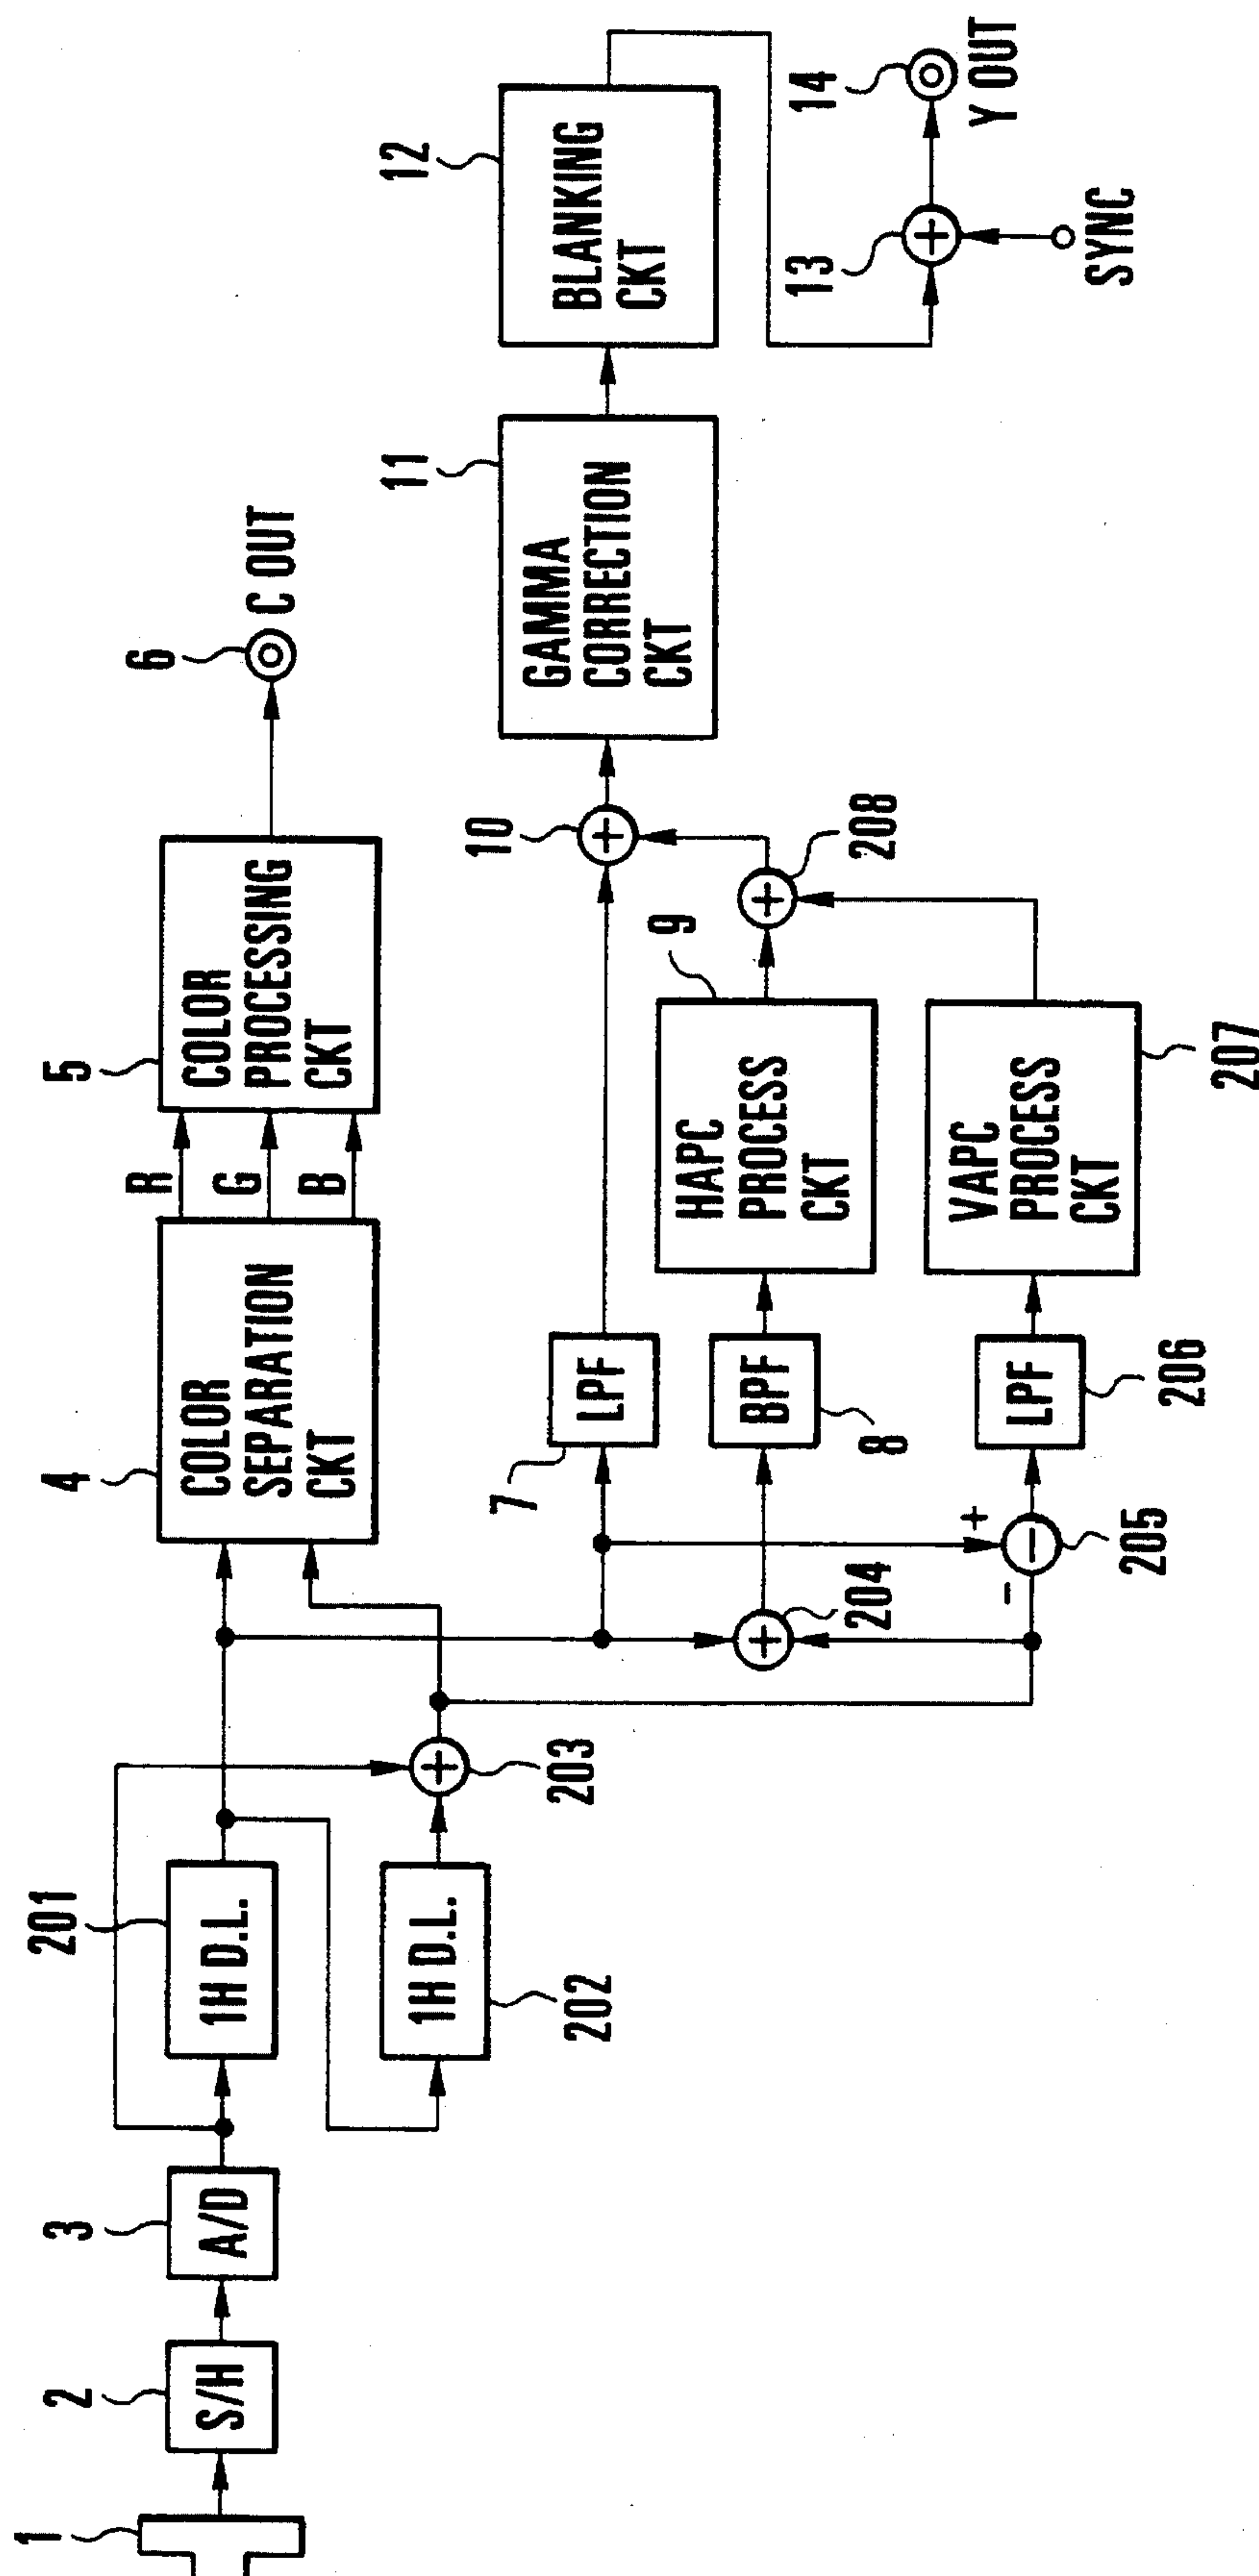 1
2
S/H
3
A/D
201
1H D.L.
202
1H D.L.
203
+
4
COLOR
SEPARATION
CKT
R
G
B
5
COLOR
PROCESSING
CKT
6
C OUT
204
+
205
+
-
-
7
LPF
8
BPF
206
LPF
9
HAPC
PROCESS
CKT
207
VAPC
PROCESS
CKT
208
+
10
+
11
GAMMA
CORRECTION
CKT
12
BLANKING
CKT
13
+
SYNC
14
Y OUT